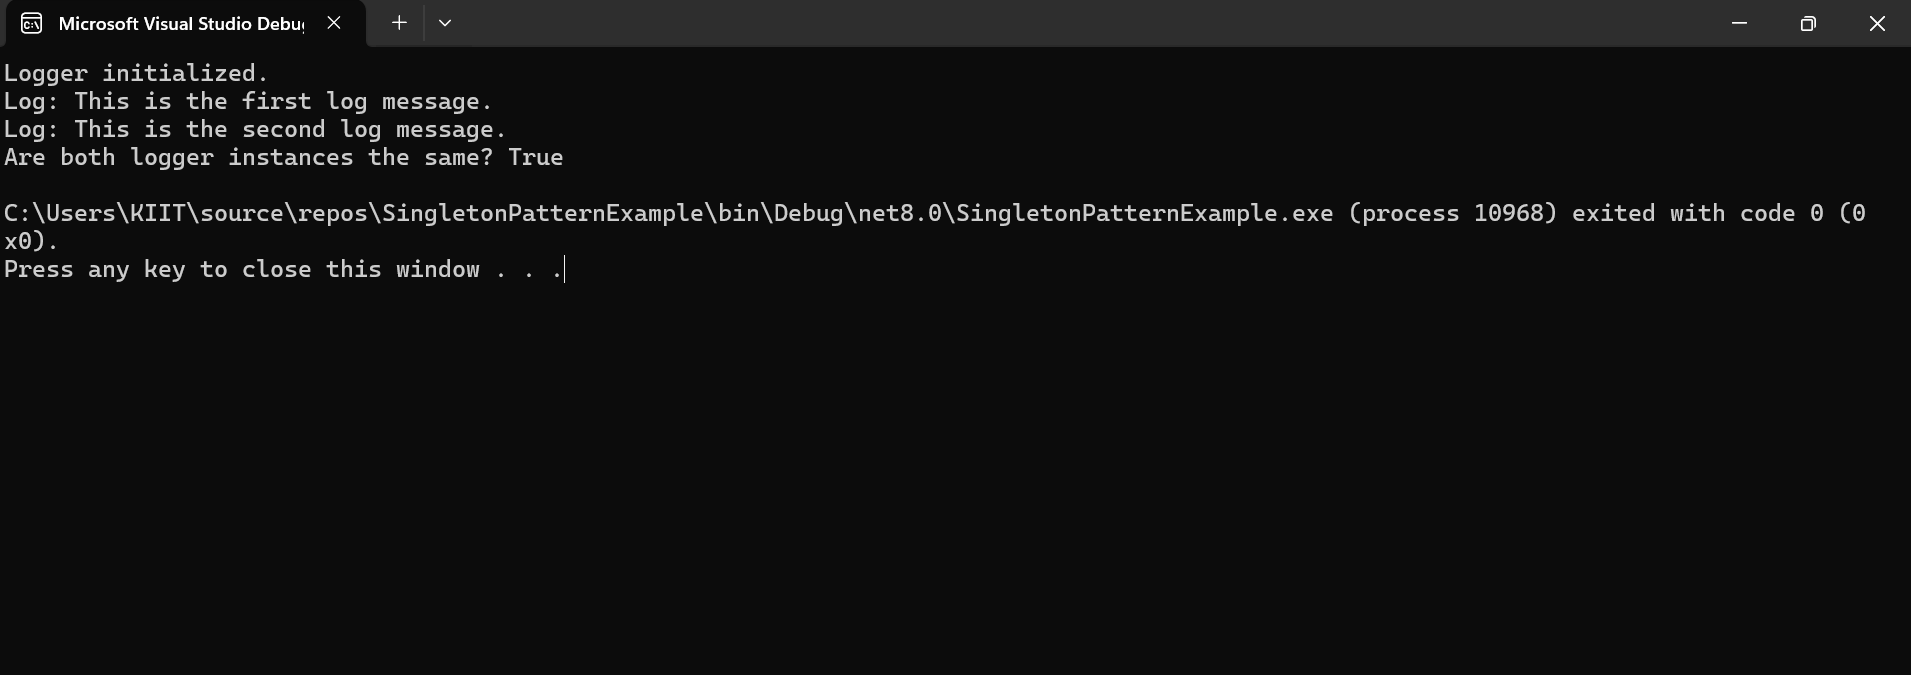 Microsoft Visual Studio Debu
Logger initialized.
Log: This is the first log message.
Log: This is the second log message.
Are both logger instances the same? True
C:\Users\KIIT\source\repos\SingletonPatternExample\bin\Debug\net8.0\SingletonPatternExample.exe (process 10968) exited with code 0 (0
x0).
Press any key to close this window . . .